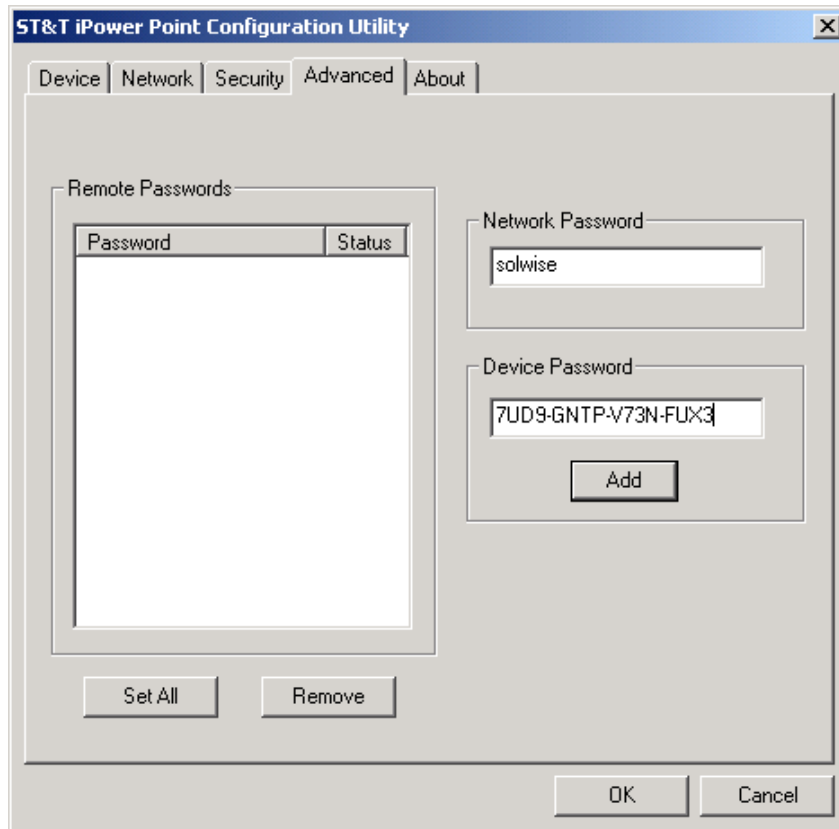 ST&T iPower Point Configuration Utility
Device Network Security Advanced About
Remote Passwords
Password Status
Network Password
solwise
Device Password
7UD9-GNTP-V73N-FUX3
Add
Set All Remove
OK Cancel